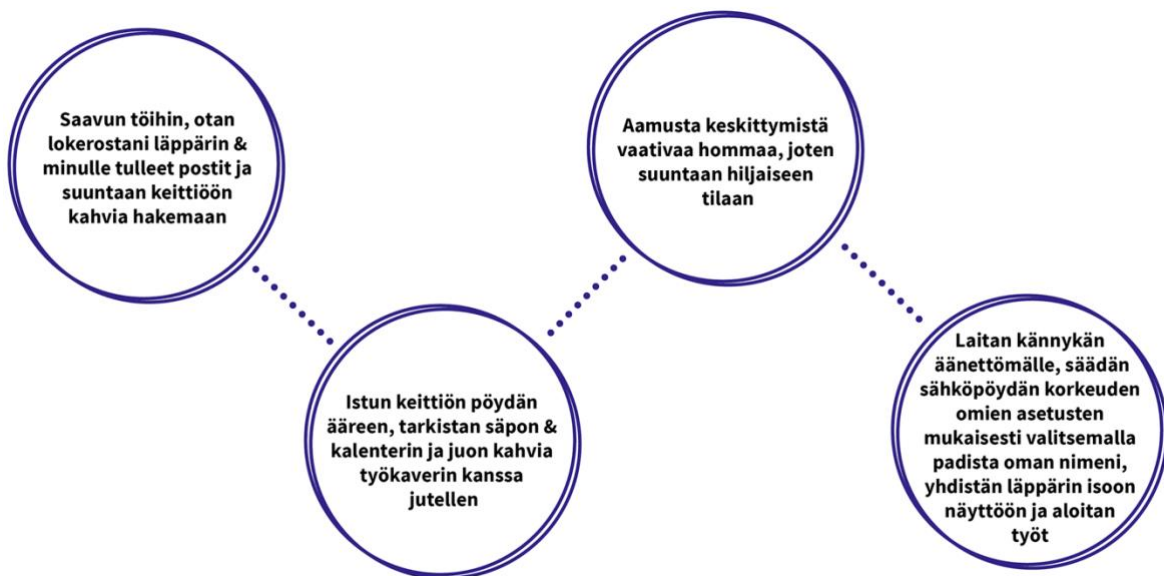 Saavun töihin, otan
lokerostani läppärin &
minulle tulleet postit ja
suuntaan keittiöön
kahvia hakemaan
Istun keittiön pöydän
ääreen, tarkistan säpon &
kalenterin ja juon kahvia
työkaverin kanssa
jutellen
Aamusta keskittymistä
vaativaa hommaa, joten
suuntaan hiljaiseen
tilaan
Laitan kännykän
äänettömälle, säädän
sähköpöydän korkeuden
omien asetusten
mukaisesti valitsemalla
padista oman nimeni,
yhdistän läppärin isoon
näyttöön ja aloitan
työt